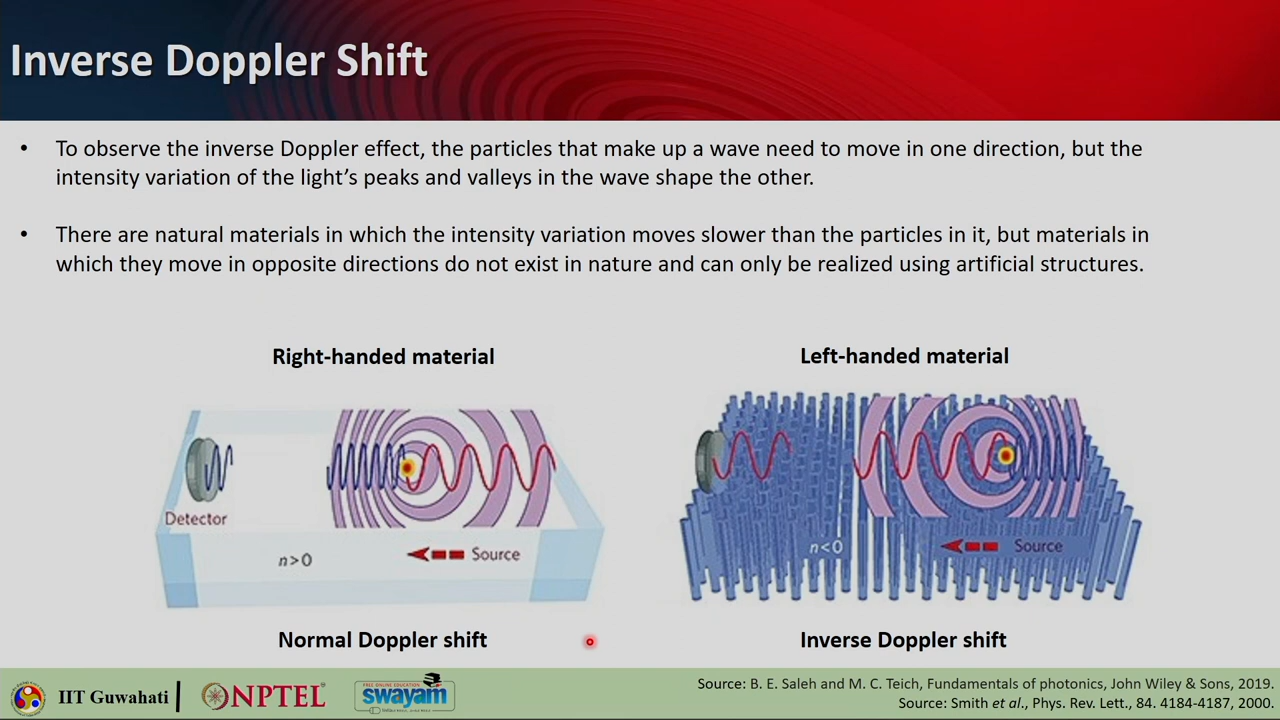 Inverse Doppler Shift
• To observe the inverse Doppler effect, the particles that make up a wave need to move in one direction, but the
intensity variation of the light's peaks and valleys in the wave shape the other.
• There are natural materials in which the intensity variation moves slower than the particles in it, but materials in
which they move in opposite directions do not exist in nature and can only be realized using artificial structures.
Right-handed material
Left-handed material
Detector
n>0
Source
n<0
Source
Normal Doppler shift
Inverse Doppler shift
IIT Guwahati
NPTEL
FREE ONLINE EDUCATION
swayam
Source: B. E. Saleh and M. C. Teich, Fundamentals of photonics, John Wiley & Sons, 2019.
Source: Smith et al., Phys. Rev. Lett., 84. 4184-4187, 2000.